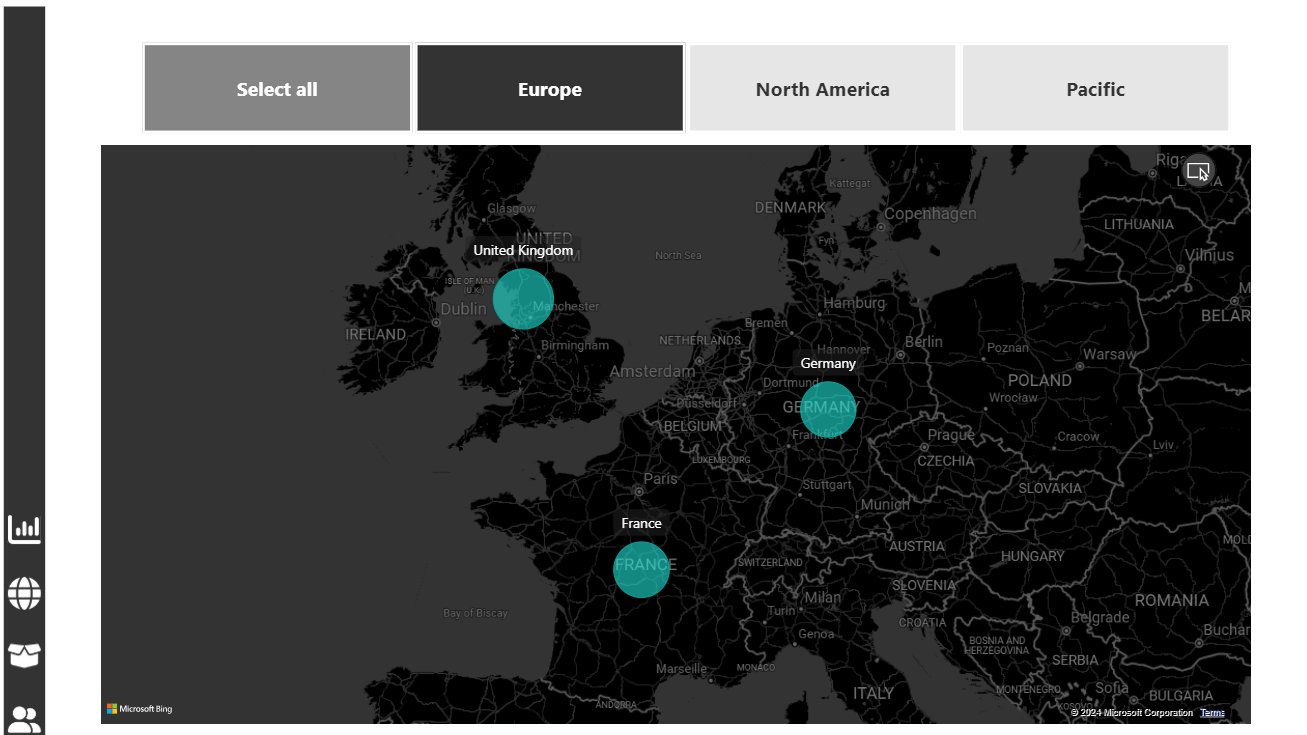 Select all
Europe
North America
Pacific
Kattegat
Glasgow
DENMARK
Copenhagen
LITHUANIA
UNITED
KINGDOM
United Kingdom
Fyn
North Sea
Vilnius
ISLE OF MAN
(U.K.)
Dublin
Manchester
Hamburg
IRELAND
Bremen
NETHERLANDS
Birmingham
Hannover
Berlin
Poznan
Warsaw
Germany
Amsterdam
Dortmund
POLAND
Wrocław
Düsseldorf
GERMANY
BELGIUM
Frankfurt
Prague
Cracow
Lviv
CZECHIA
LUXEMBOURG
Paris
Stuttgart
SLOVAKIA
Munich
France
AUSTRIA
HUNGARY
FRANCE
SWITZERLAND
SLOVENIA
Milan
ROMANIA
Bay of Biscay
Turin
CROATIA
Belgrade
Genoa
BOSNIA AND
HERZEGOVINA
Marseille
MONACO
SERBIA
ITALY
MONTENEGRO
Sofia
BULGARIA
ANDORRA
KOSOVO
Microsoft Bing
© 2024 Microsoft Corporation Terms